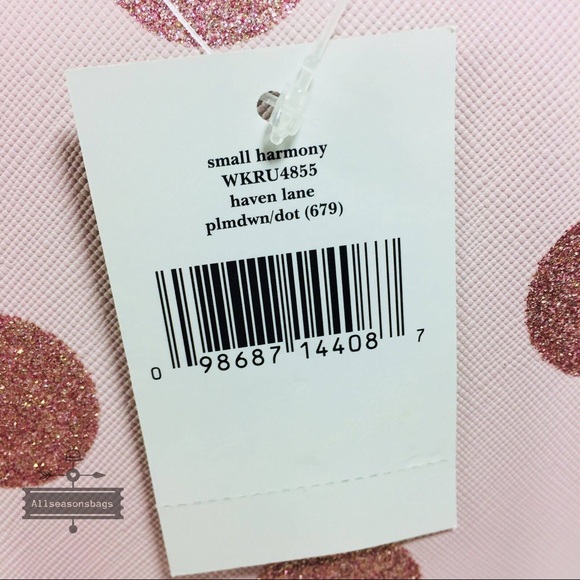 small harmony
WKRU4855
haven lane
plmdwn/dot (679)
0 98687 14408 7
Allseasonsbags